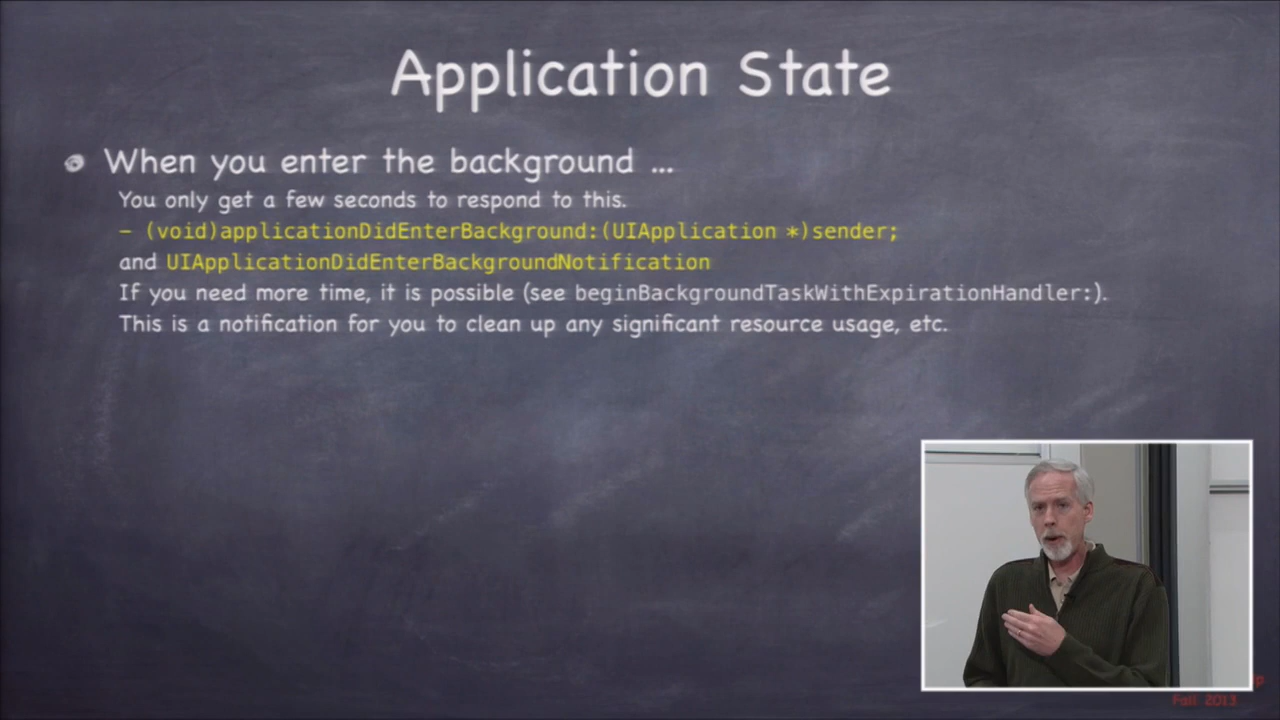 Application State
When you enter the background ...
You only get a few seconds to respond to this.
- (void)applicationDidEnterBackground:(UIApplication *)sender;
and UIApplicationDidEnterBackgroundNotification
If you need more time, it is possible (see beginBackgroundTaskWithExpirationHandler:).
This is a notification for you to clean up any significant resource usage, etc.
Fall 2013